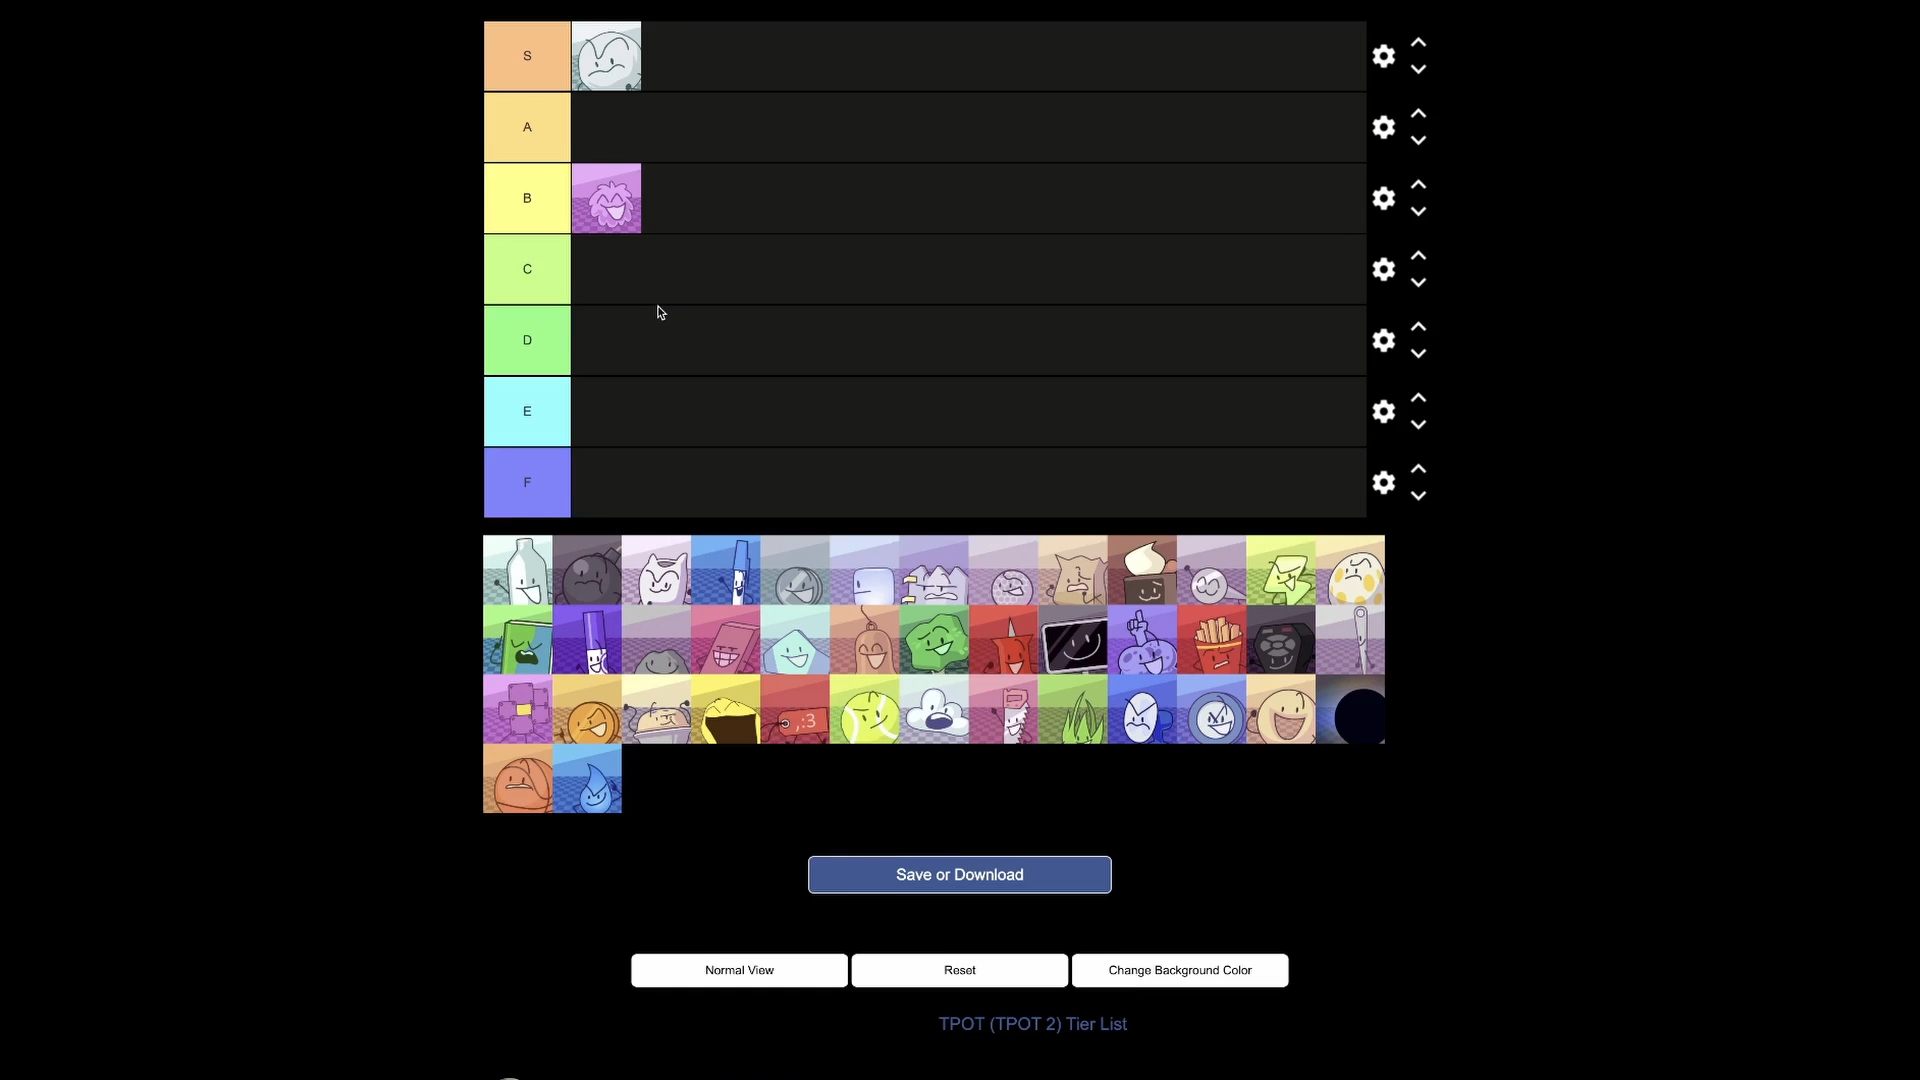 S
A
B
C
D
E
F
,:3
Save or Download
Normal View
Reset
Change Background Color
TPOT (TPOT 2) Tier List